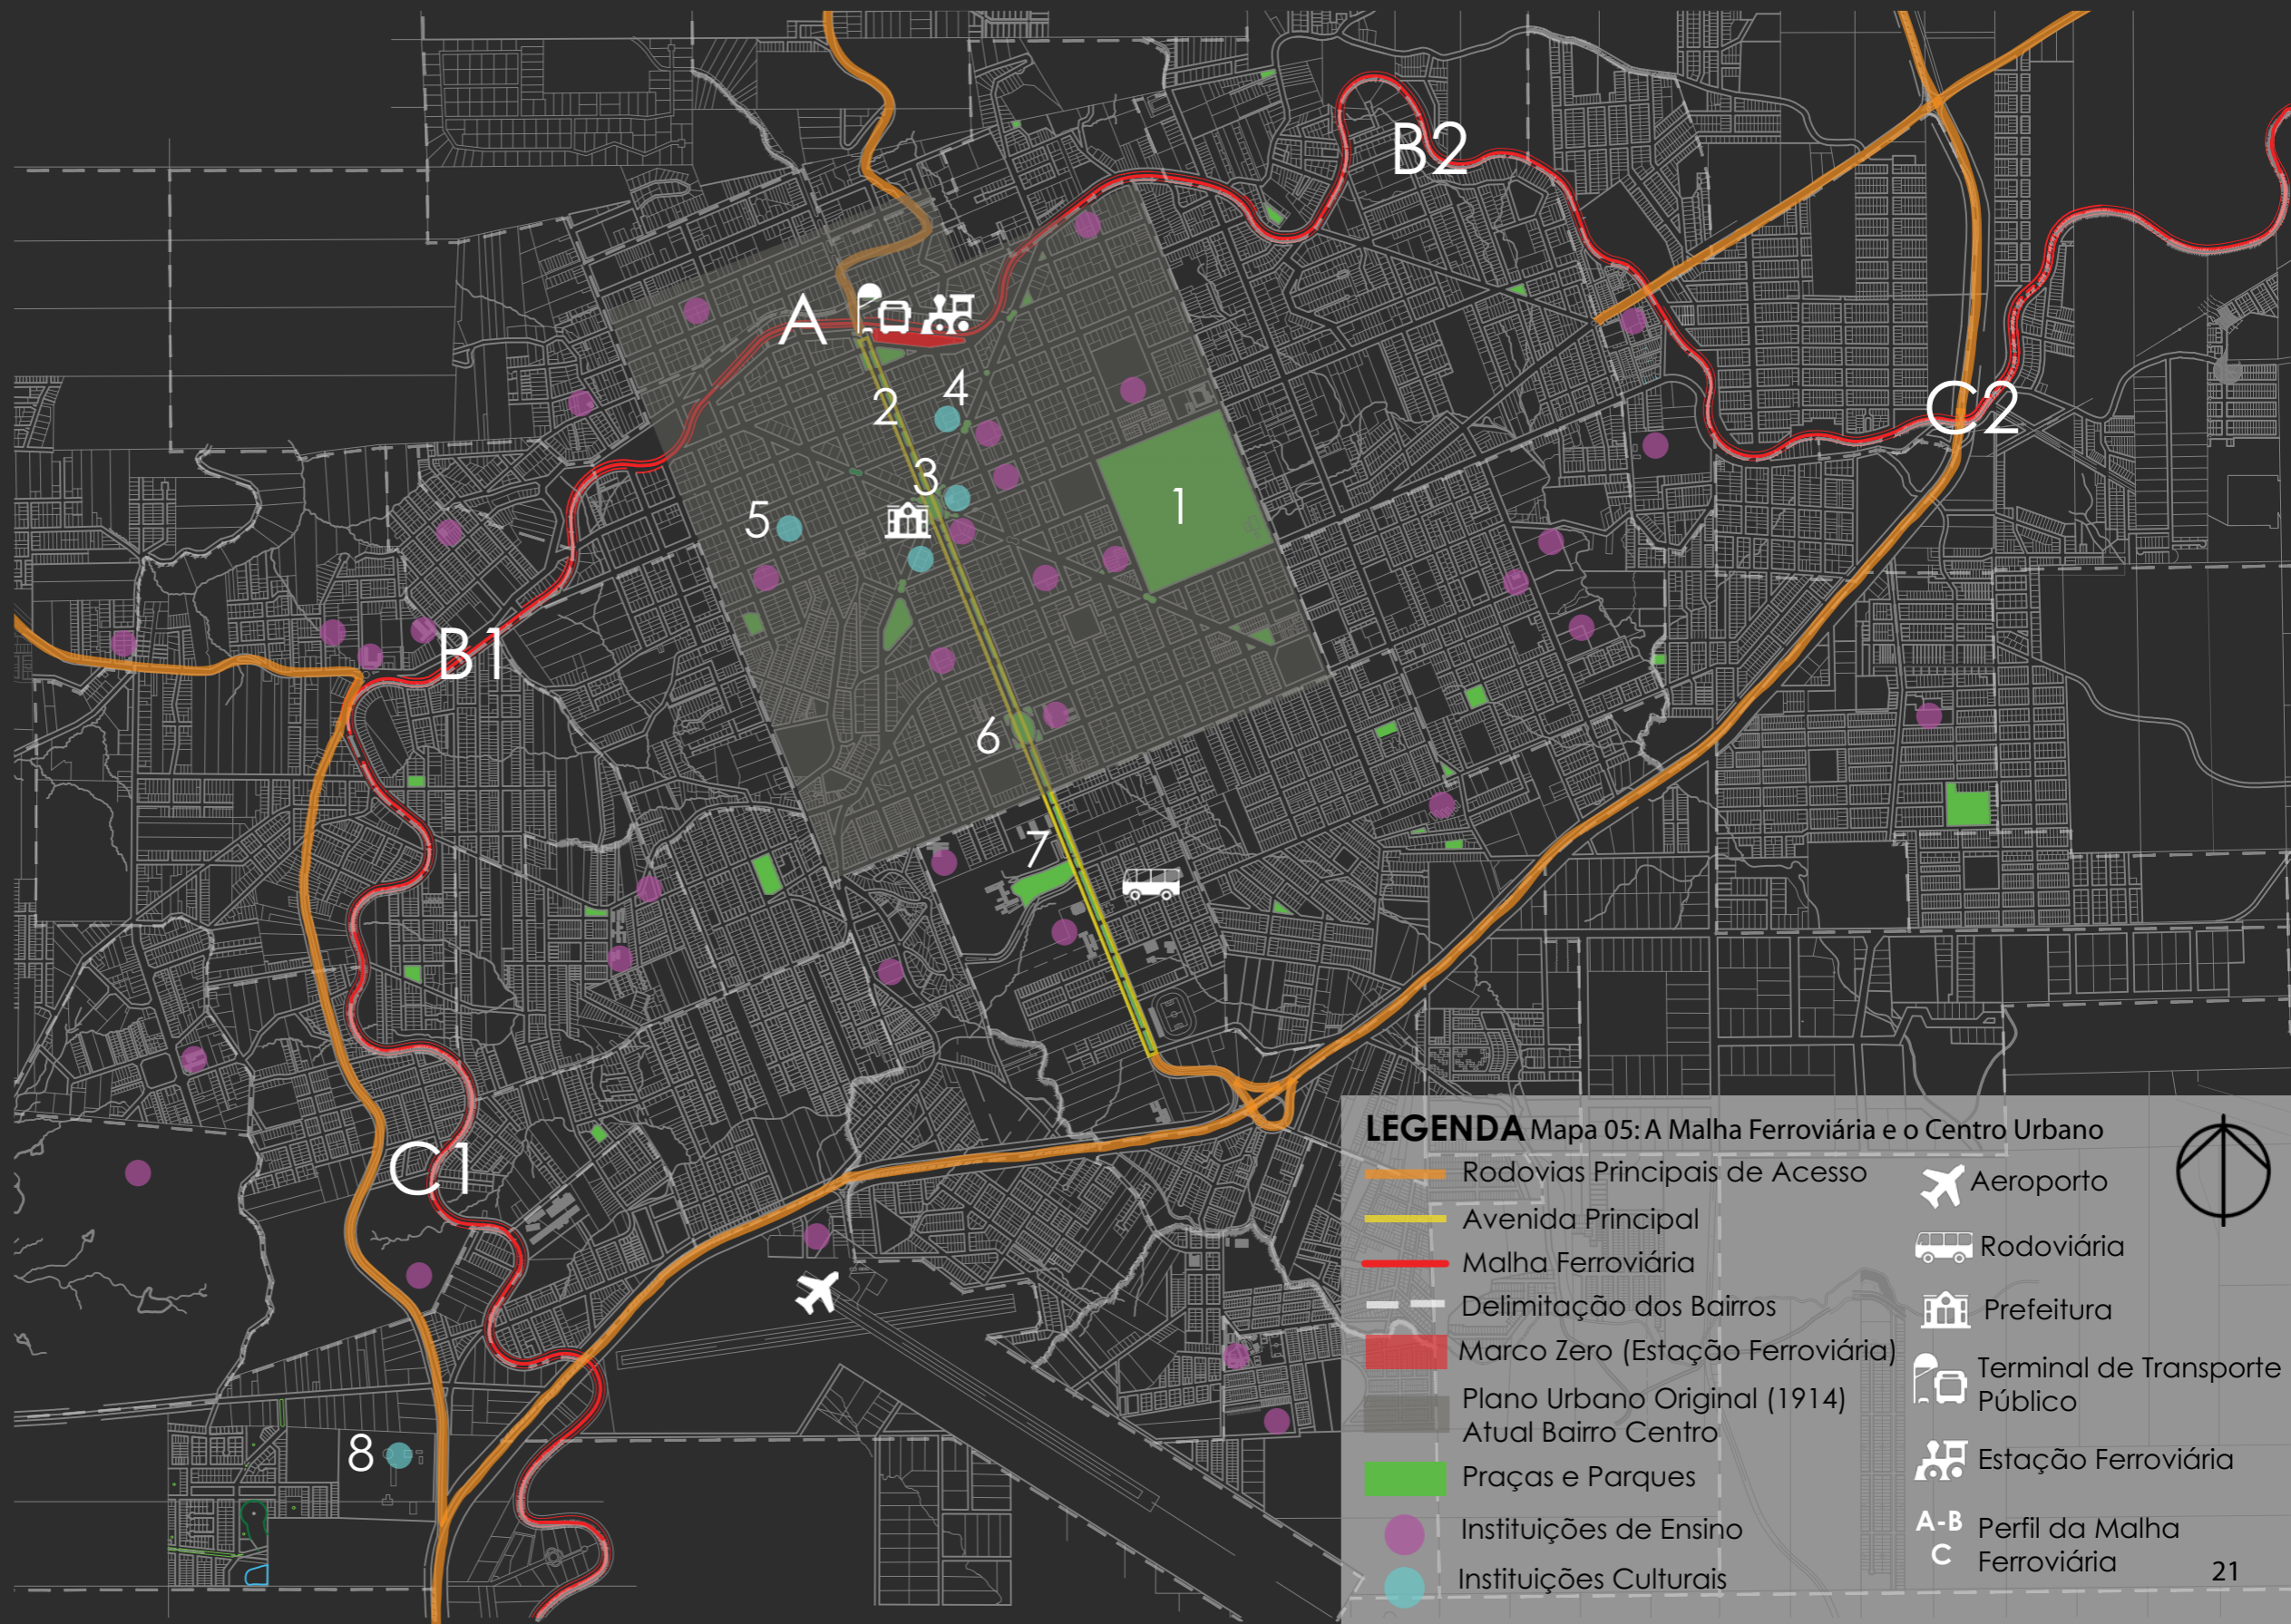 B2
A
4
2
C2
3
5
1
B1
6
7
C1
8
LEGENDA Mapa 05: A Malha Ferroviária e o Centro Urbano
Rodovias Principais de Acesso
Avenida Principal
Malha Ferroviária
Delimitação dos Bairros
Marco Zero (Estação Ferroviária)
Plano Urbano Original (1914)
Atual Bairro Centro
Praças e Parques
Instituições de Ensino
Instituições Culturais
Aeroporto
Rodoviária
Prefeitura
Terminal de Transporte
Público
Estação Ferroviária
A-B
C
Perfil da Malha
Ferroviária
21